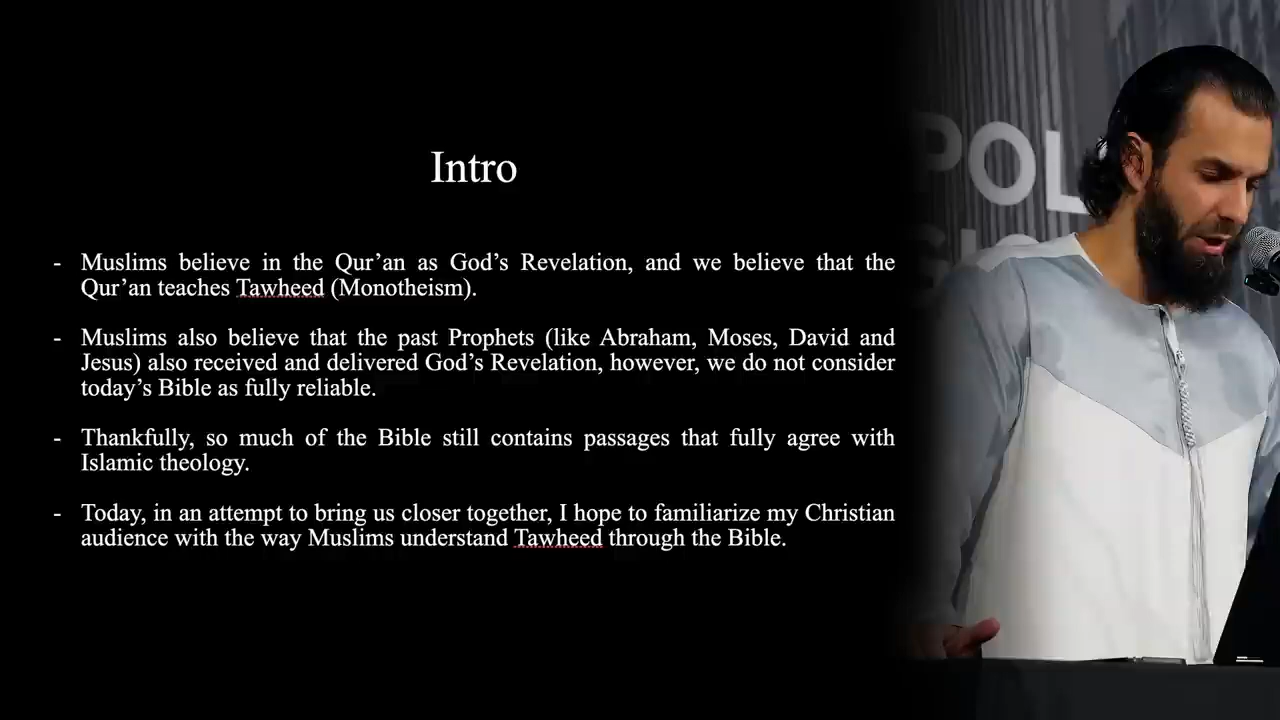 Intro
- Muslims believe in the Qur’an as God’s Revelation, and we believe that the
Qur’an teaches Tawheed (Monotheism).
- Muslims also believe that the past Prophets (like Abraham, Moses, David and
Jesus) also received and delivered God’s Revelation, however, we do not consider
today’s Bible as fully reliable.
- Thankfully, so much of the Bible still contains passages that fully agree with
Islamic theology.
- Today, in an attempt to bring us closer together, I hope to familiarize my Christian
audience with the way Muslims understand Tawheed through the Bible.
POL